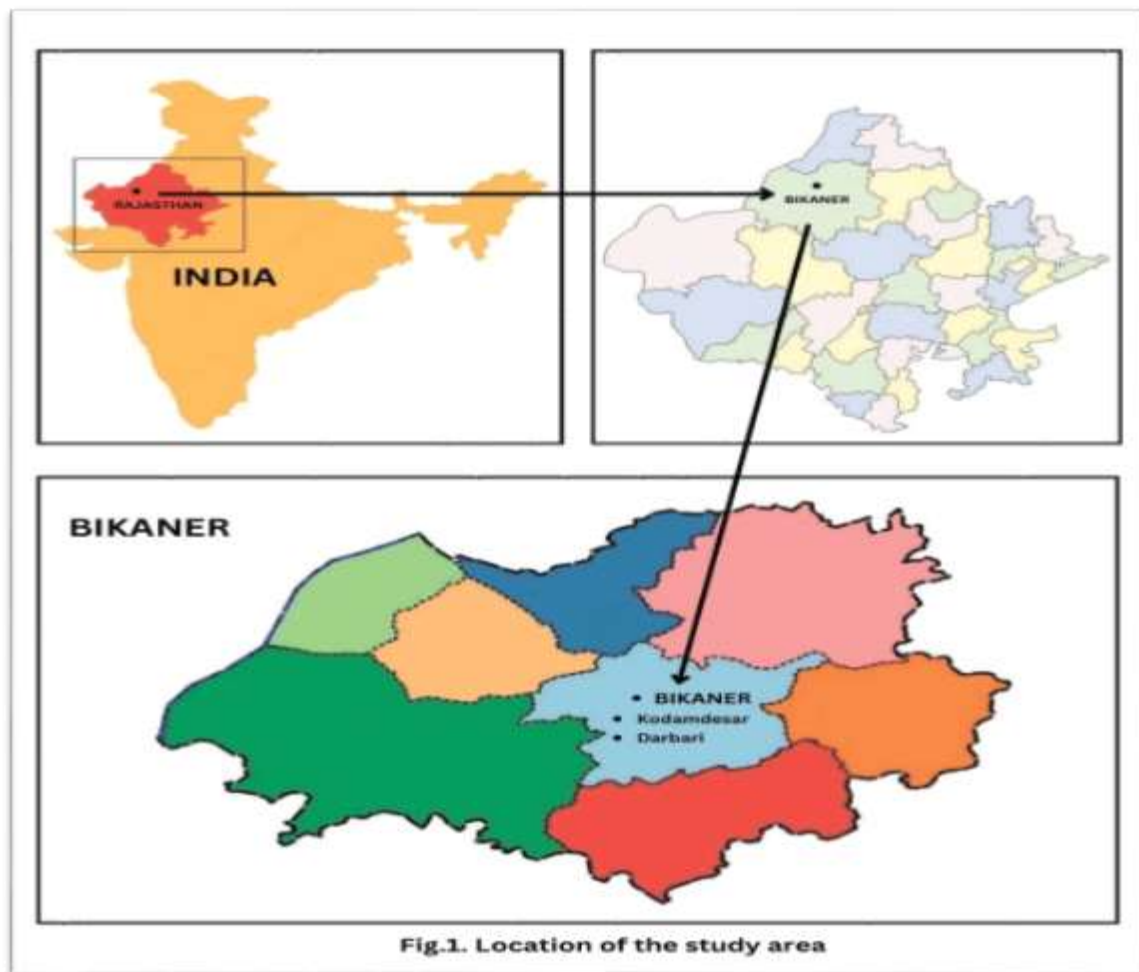 RAJASTHAN
INDIA
BIKANER
BIKANER
BIKANER
Kodamdesar
Darbari
Fig.1. Location of the study area